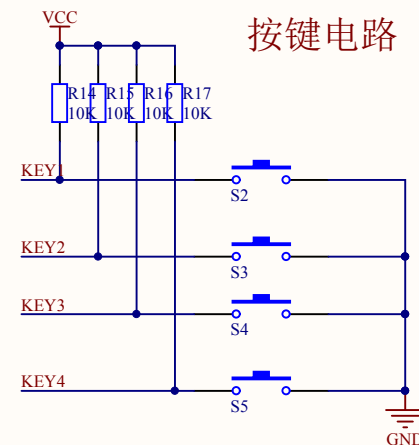 VCC
按键电路
R14 R15 R16 R17
10K 10K 10K 10K
KEY1
S2
KEY2
S3
KEY3
S4
KEY4
S5
GND